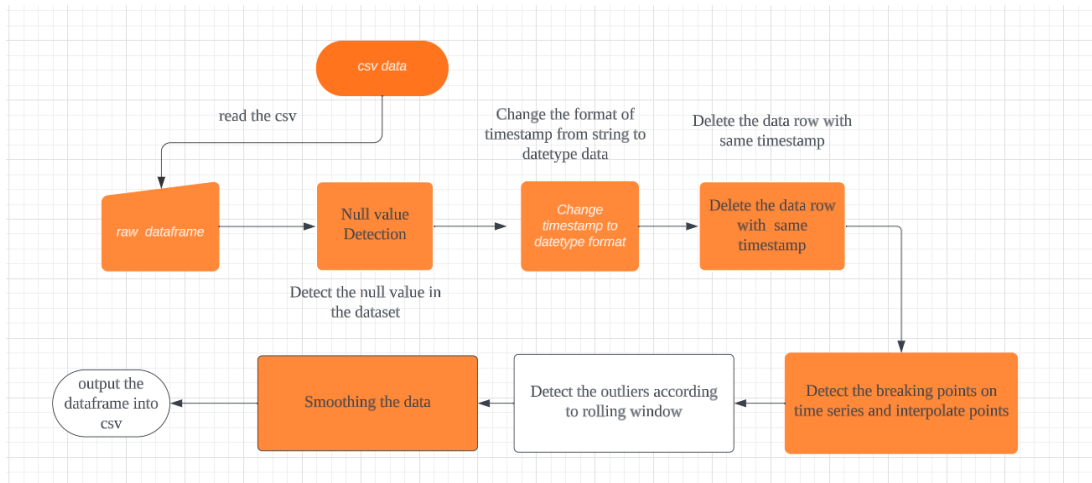 csv data
read the csv
Change the format of
timestamp from string to
datetype data
Delete the data row with
same timestamp
raw dataframe
Null value
Detection
Change
timestamp to
datetype format
Delete the data row
with same
timestamp
Detect the null value in
the dataset
output the
dataframe into
csv
Smoothing the data
Detect the outliers according
to rolling window
Detect the breaking points on
time series and interpolate points